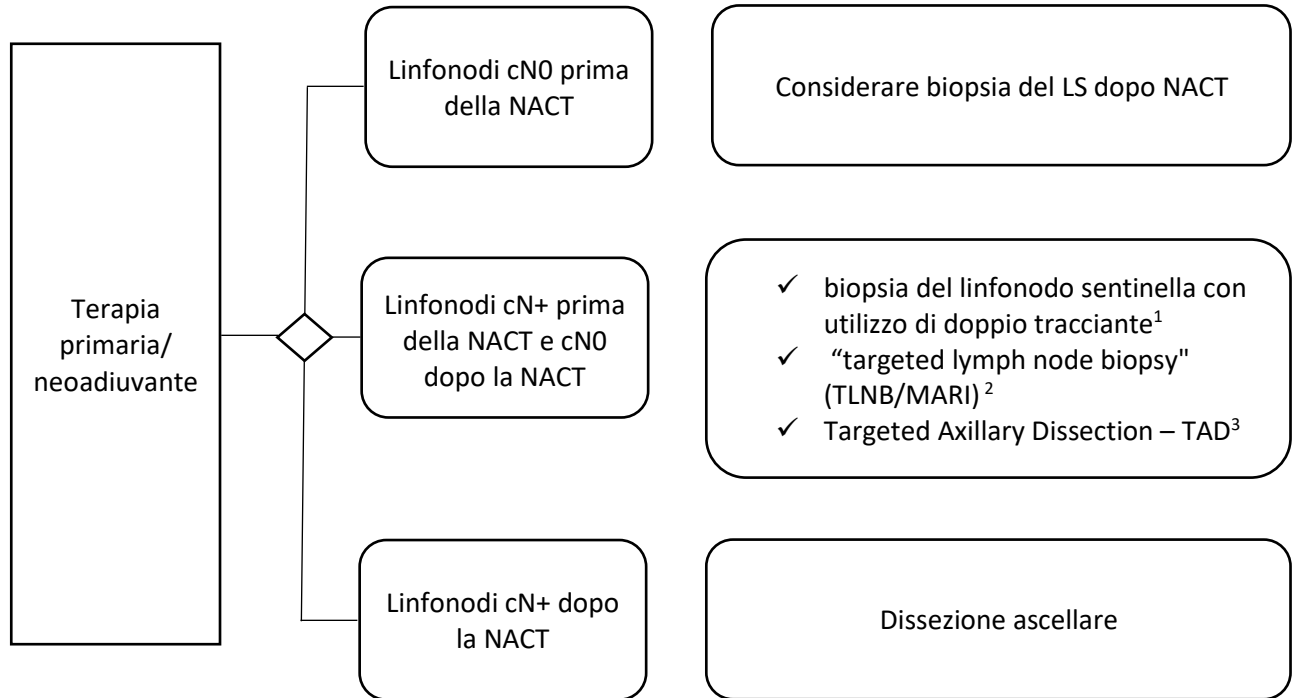 Terapia
primaria/
neoadiuvante
Linfonodi cN0 prima
della NACT
Considerare biopsia del LS dopo NACT
Linfonodi cN+ prima
della NACT e cN0
dopo la NACT
✓ biopsia del linfonodo sentinella con
utilizzo di doppio tracciante¹
✓ “targeted lymph node biopsy"
(TLNB/MARI) ²
✓ Targeted Axillary Dissection – TAD³
Linfonodi cN+ dopo
la NACT
Dissezione ascellare